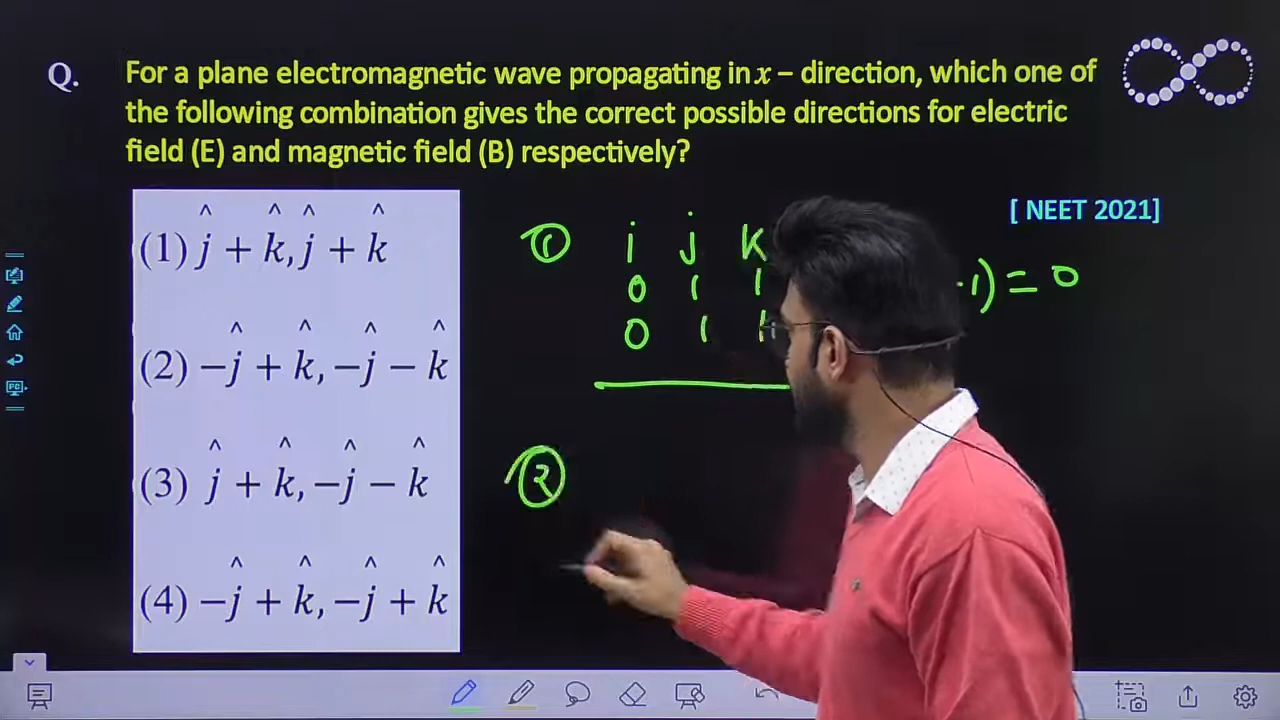 Q. For a plane electromagnetic wave propagating in x – direction, which one of
the following combination gives the correct possible directions for electric
field (E) and magnetic field (B) respectively?
[ NEET 2021]
(1) ĵ + k̂, ĵ + k̂
(2) −ĵ + k̂, −ĵ − k̂
(3) ĵ + k̂, −ĵ − k̂
(4) −ĵ + k̂, −ĵ + k̂
① i j k
0 1 1
0 1
·1) = 0
②